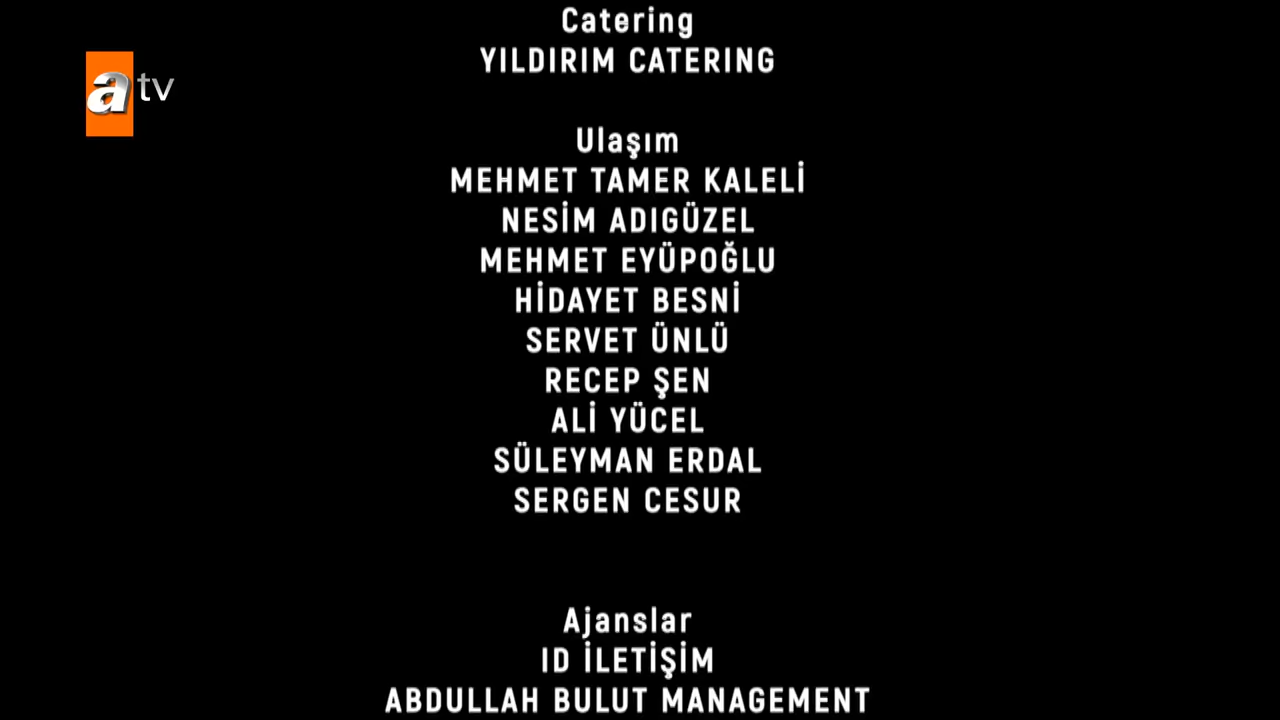 Catering
YILDIRIM CATERING
atv
Ulaşım
MEHMET TAMER KALELİ
NESİM ADIGÜZEL
MEHMET EYÜPOĞLU
HİDAYET BESNİ
SERVET ÜNLÜ
RECEP ŞEN
ALİ YÜCEL
SÜLEYMAN ERDAL
SERGEN CESUR
Ajanslar
ID İLETİŞİM
ABDULLAH BULUT MANAGEMENT